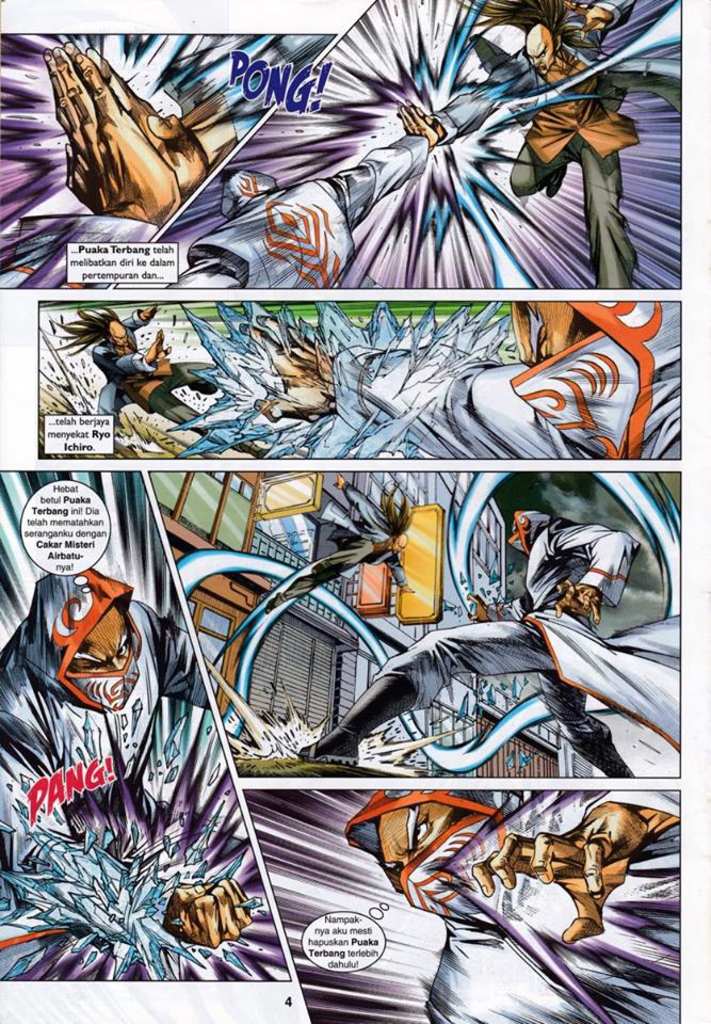 PONG!
...Puaka Terbang telah
melibatkan diri ke dalam
pertempuran dan...
...telah berjaya
menyekat Ryo
Ichiro.
Hebat
betul Puaka
Terbang ini! Dia
telah mematahkan
seranganku dengan
Cakar Misteri
Airbatu-
nya!
PANG!
Nampak-
nya aku mesti
hapuskan Puaka
Terbang terlebih
dahulu!
4